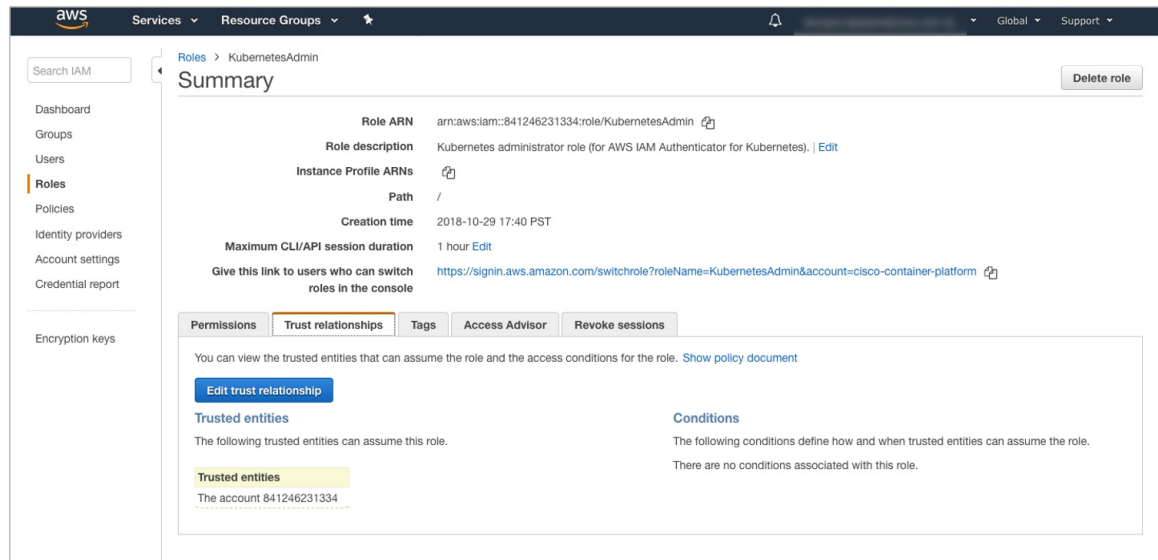 aws Services Resource Groups Global Support
Search IAM
Dashboard
Groups
Users
Roles
Policies
Identity providers
Account settings
Credential report
Encryption keys
Roles > KubernetesAdmin
Summary
Delete role
Role ARN arn:aws:iam::841246231334:role/KubernetesAdmin
Role description Kubernetes administrator role (for AWS IAM Authenticator for Kubernetes). | Edit
Instance Profile ARNs
Path /
Creation time 2018-10-29 17:40 PST
Maximum CLI/API session duration 1 hour Edit
Give this link to users who can switch https://signin.aws.amazon.com/switchrole?roleName=KubernetesAdmin&account=cisco-container-platform
roles in the console
Permissions Trust relationships Tags Access Advisor Revoke sessions
You can view the trusted entities that can assume the role and the access conditions for the role. Show policy document
Edit trust relationship
Trusted entities
The following trusted entities can assume this role.
Trusted entities
The account 841246231334
Conditions
The following conditions define how and when trusted entities can assume the role.
There are no conditions associated with this role.